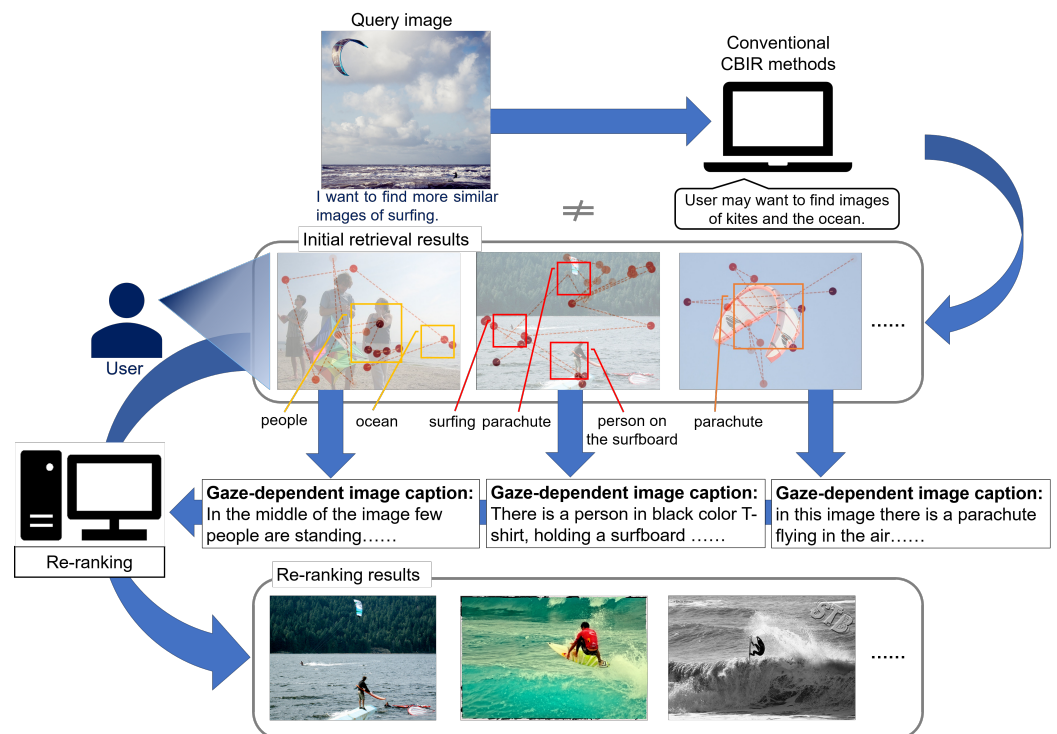 Query image
Conventional
CBIR methods
I want to find more similar
images of surfing.
≠
User may want to find images
of kites and the ocean.
Initial retrieval results
......
User
people
ocean
surfing
parachute
person on
the surfboard
parachute
Gaze-dependent image caption:
In the middle of the image few
people are standing......
Gaze-dependent image caption:
There is a person in black color T-
shirt, holding a surfboard ......
Gaze-dependent image caption:
in this image there is a parachute
flying in the air......
Re-ranking
Re-ranking results
STB
......